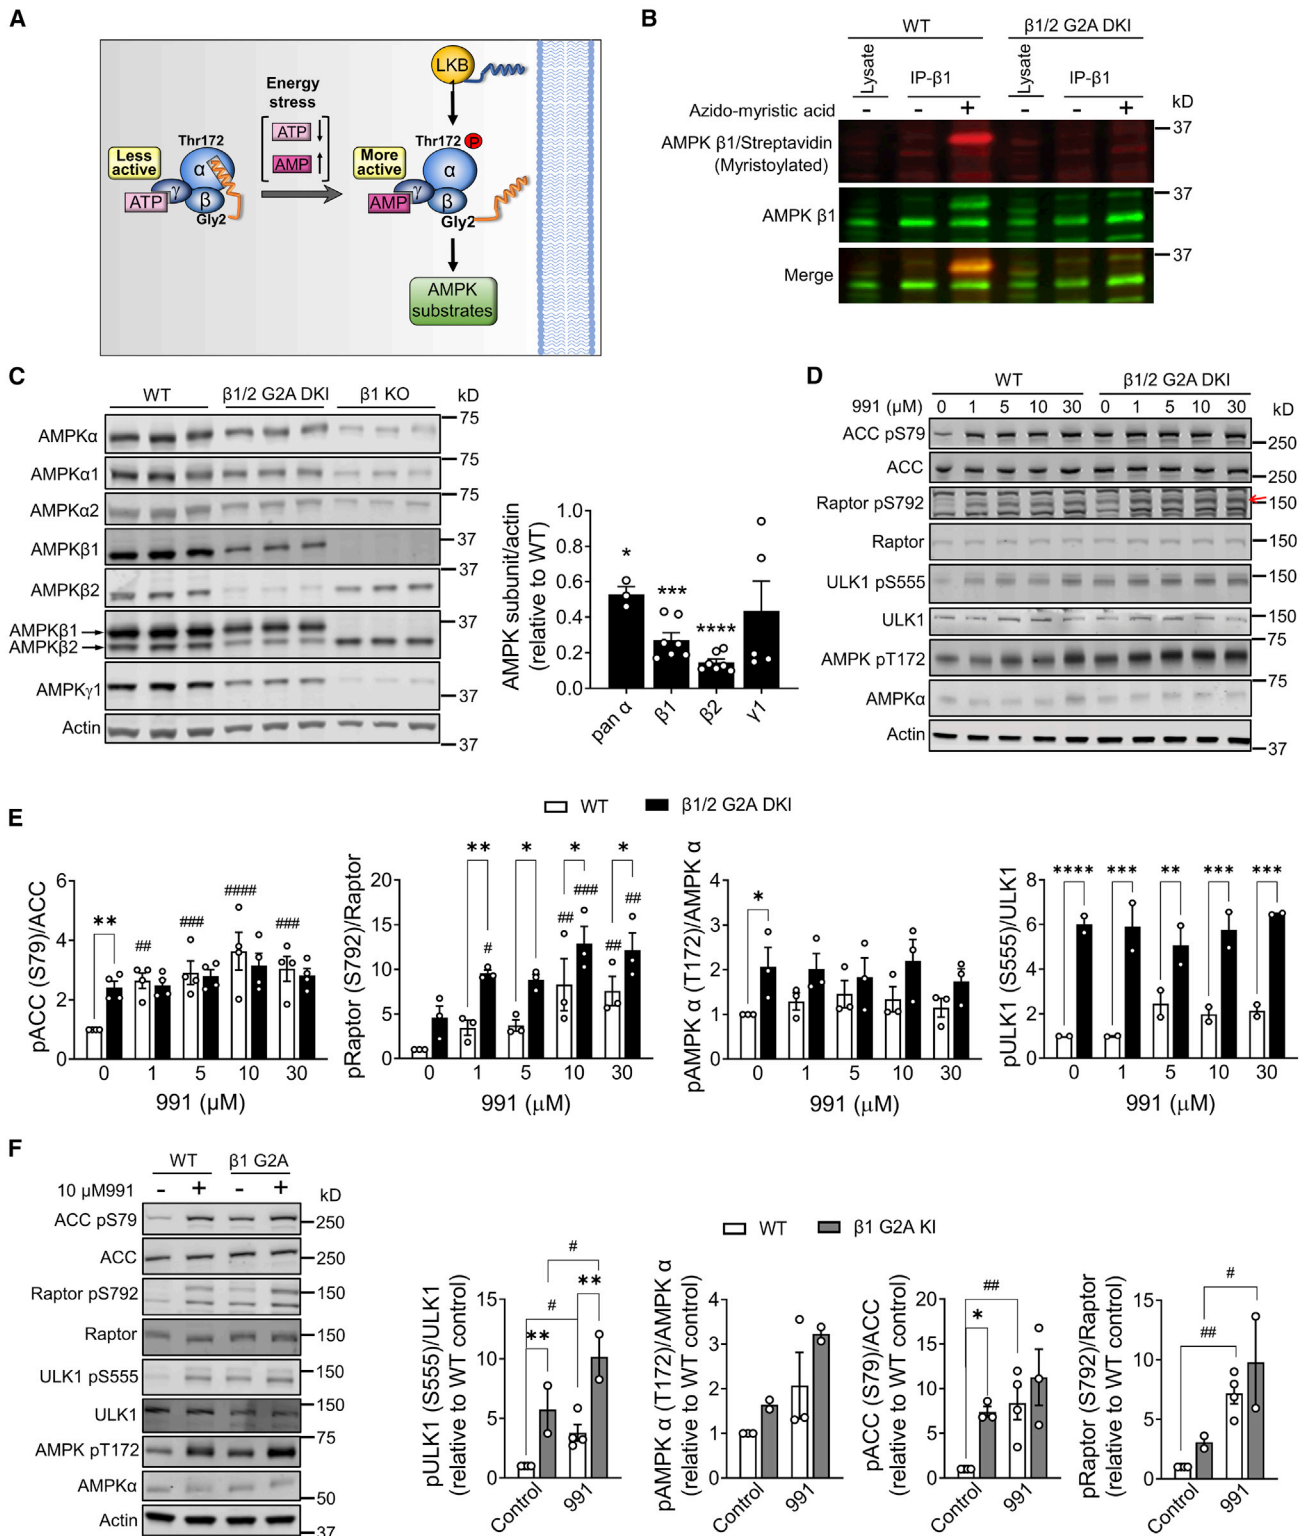 A
Energy
stress
ATP
AMP
Less
active
Thr172
α
γ
β
ATP
Gly2
More
active
LKB
Thr172
P
α
γ
β
AMP
Gly2
AMPK
substrates
B
WT
β1/2 G2A DKI
Lysate
IP-β1
Lysate
IP-β1
Azido-myristic acid
- - + - - +
kD
AMPK β1/Streptavidin
(Myristoylated)
37
AMPK β1
37
Merge
37
C
WT
β1/2 G2A DKI
β1 KO
kD
AMPKα
75
AMPKα1
75
AMPKα2
75
AMPKβ1
37
AMPKβ2
37
AMPKβ1
AMPKβ2
37
AMPKγ1
37
Actin
37
AMPK subunit/actin
(relative to WT)
1.0
0.8
0.6
0.4
0.2
0.0
*
***
****
pan α
β1
β2
γ1
D
WT
β1/2 G2A DKI
991 (µM) 0 1 5 10 30 0 1 5 10 30
kD
ACC pS79
250
ACC
250
Raptor pS792
150
Raptor
150
ULK1 pS555
150
ULK1
150
AMPK pT172
75
AMPKα
75
Actin
37
E
WT
β1/2 G2A DKI
pACC (S79)/ACC
6
4
2
0
**
##
###
####
###
0 1 5 10 30
991 (µM)
pRaptor (S792)/Raptor
20
15
10
5
0
**
*
*
*
#
##
###
##
##
0 1 5 10 30
991 (µM)
pAMPK α (T172)/AMPK α
4
3
2
1
0
*
0 1 5 10 30
991 (µM)
pULK1 (S555)/ULK1
8
6
4
2
0
****
***
**
***
***
0 1 5 10 30
991 (µM)
F
WT
β1 G2A
10 µM991
- + - +
kD
ACC pS79
250
ACC
250
Raptor pS792
150
Raptor
150
ULK1 pS555
150
ULK1
150
AMPK pT172
75
AMPKα
50
Actin
37
WT
β1 G2A KI
pULK1 (S555)/ULK1
(relative to WT control)
15
10
5
0
#
**
#
**
Control
991
pAMPK α (T172)/AMPK α
(relative to WT control)
4
3
2
1
0
Control
991
pACC (S79)/ACC
(relative to WT control)
20
15
10
5
0
##
*
Control
991
pRaptor (S792)/Raptor
(relative to WT control)
15
10
5
0
#
##
Control
991